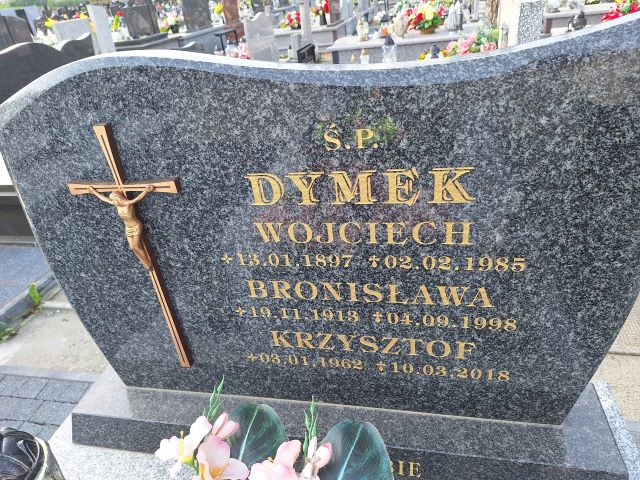 Ś.P.
DYMEK
WOJCIECH
*13.01.1897 ✝02.02.1985
BRONISŁAWA
*19.11.1913 ✝04.09.1998
KRZYSZTOF
*03.01.1962 ✝10.03.2018